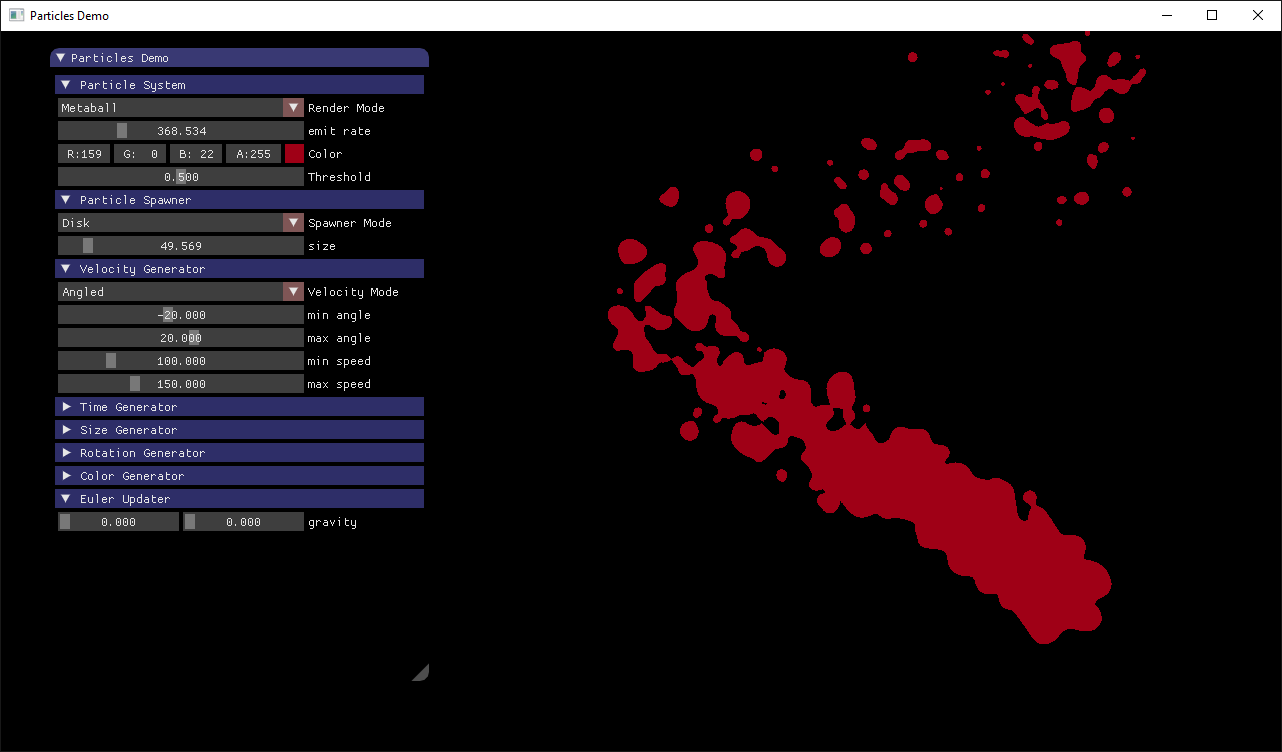 Particles Demo
Particles Demo
Particle System
Metaball Render Mode
368.534 emit rate
R:159 G: 0 B: 22 A:255 Color
0.500 Threshold
Particle Spawner
Disk Spawner Mode
49.569 size
Velocity Generator
Angled Velocity Mode
-20.000 min angle
20.000 max angle
100.000 min speed
150.000 max speed
Time Generator
Size Generator
Rotation Generator
Color Generator
Euler Updater
0.000 0.000 gravity